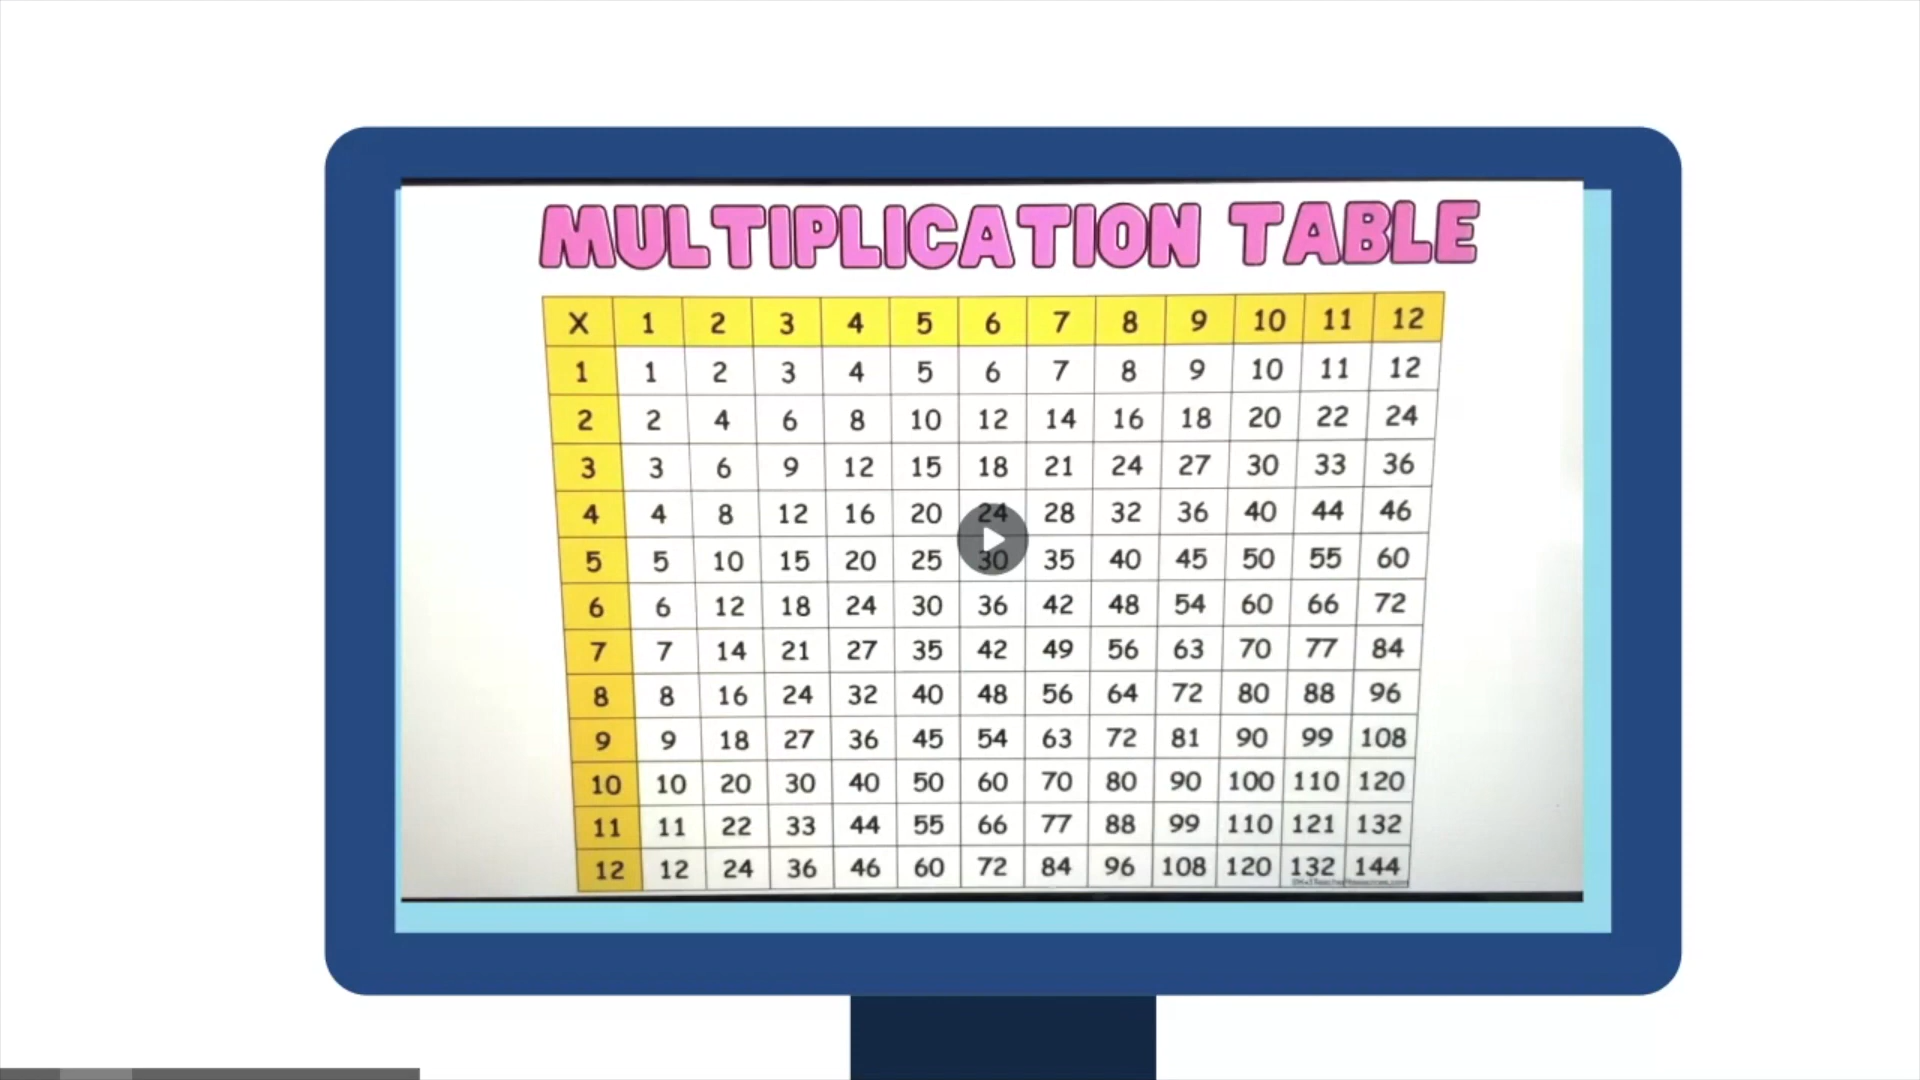 MULTIPLICATION TABLE
X 1 2 3 4 5 6 7 8 9 10 11 12
1 1 2 3 4 5 6 7 8 9 10 11 12
2 2 4 6 8 10 12 14 16 18 20 22 24
3 3 6 9 12 15 18 21 24 27 30 33 36
4 4 8 12 16 20 24 28 32 36 40 44 46
5 5 10 15 20 25 30 35 40 45 50 55 60
6 6 12 18 24 30 36 42 48 54 60 66 72
7 7 14 21 27 35 42 49 56 63 70 77 84
8 8 16 24 32 40 48 56 64 72 80 88 96
9 9 18 27 36 45 54 63 72 81 90 99 108
10 10 20 30 40 50 60 70 80 90 100 110 120
11 11 22 33 44 55 66 77 88 99 110 121 132
12 12 24 36 46 60 72 84 96 108 120 132 144